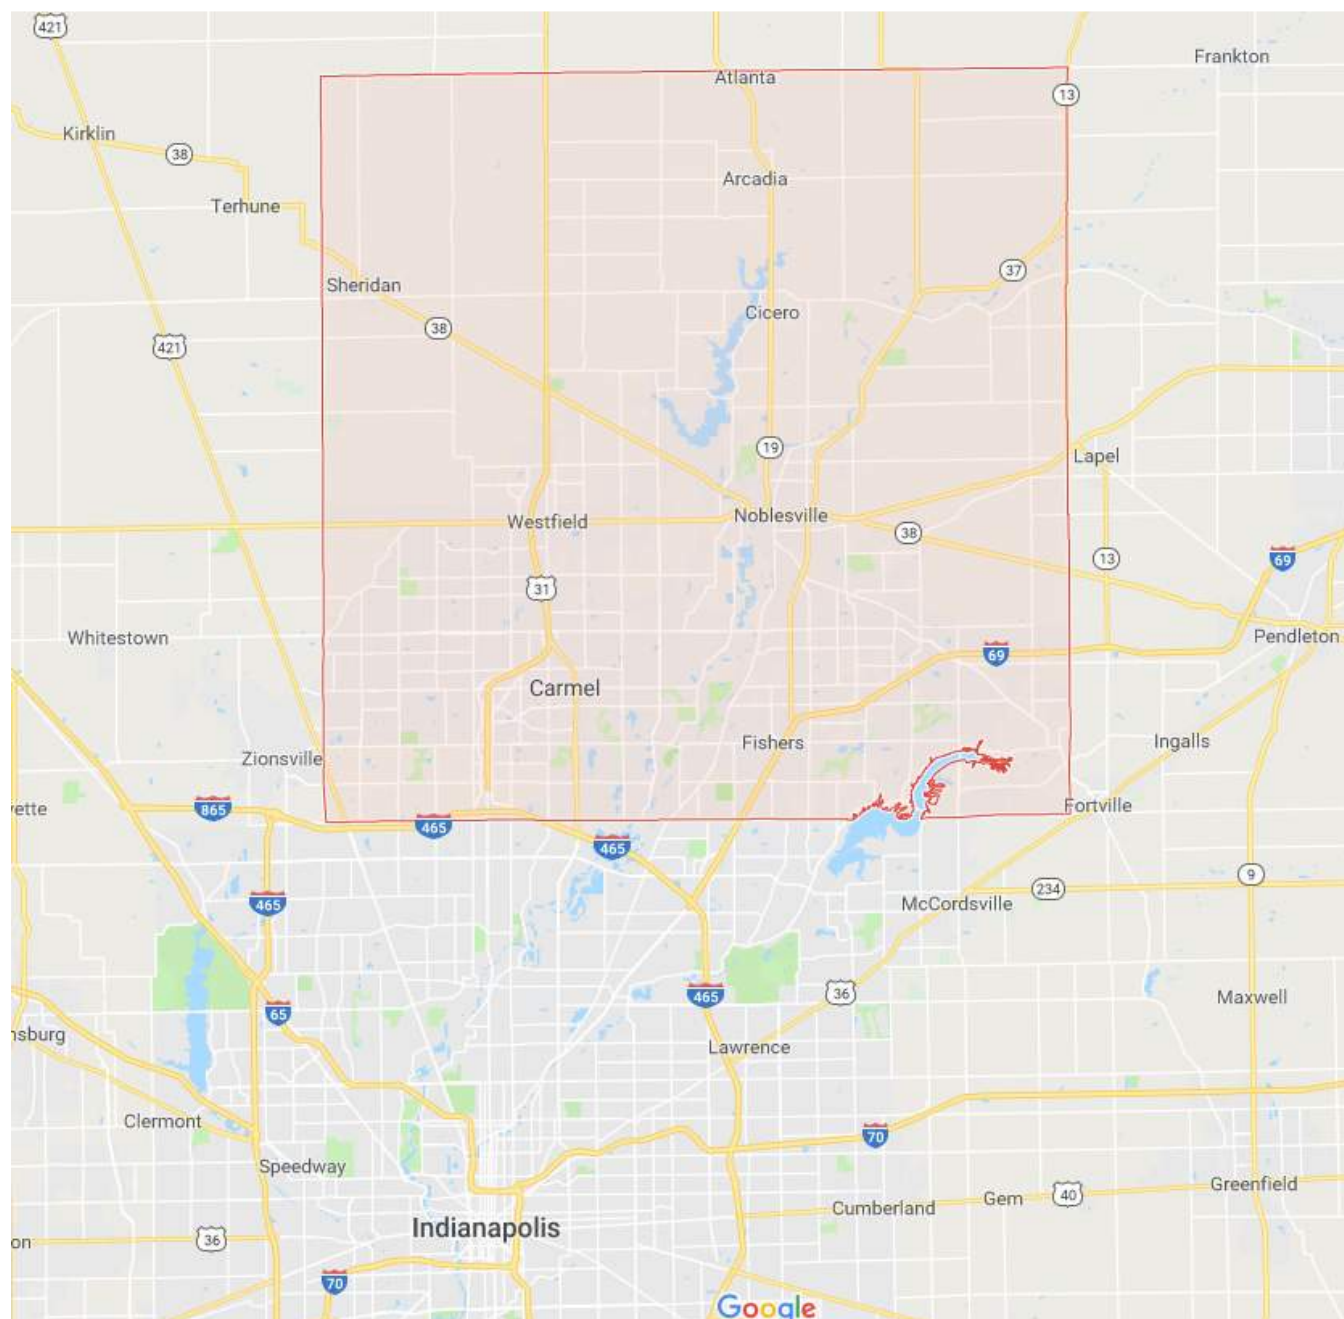 421
Frankton
Atlanta
13
Kirklin
38
Arcadia
Terhune
37
Sheridan
Cicero
38
421
19
Lapel
Westfield
Noblesville
38
13
69
31
Whitestown
Pendleton
69
Carmel
Fishers
Ingalls
Zionsville
ette
865
Fortville
465
465
234
9
465
McCordsville
36
465
Maxwell
65
nsburg
Lawrence
Clermont
70
Speedway
Greenfield
40
Gem
Cumberland
Indianapolis
36
on
70
Google